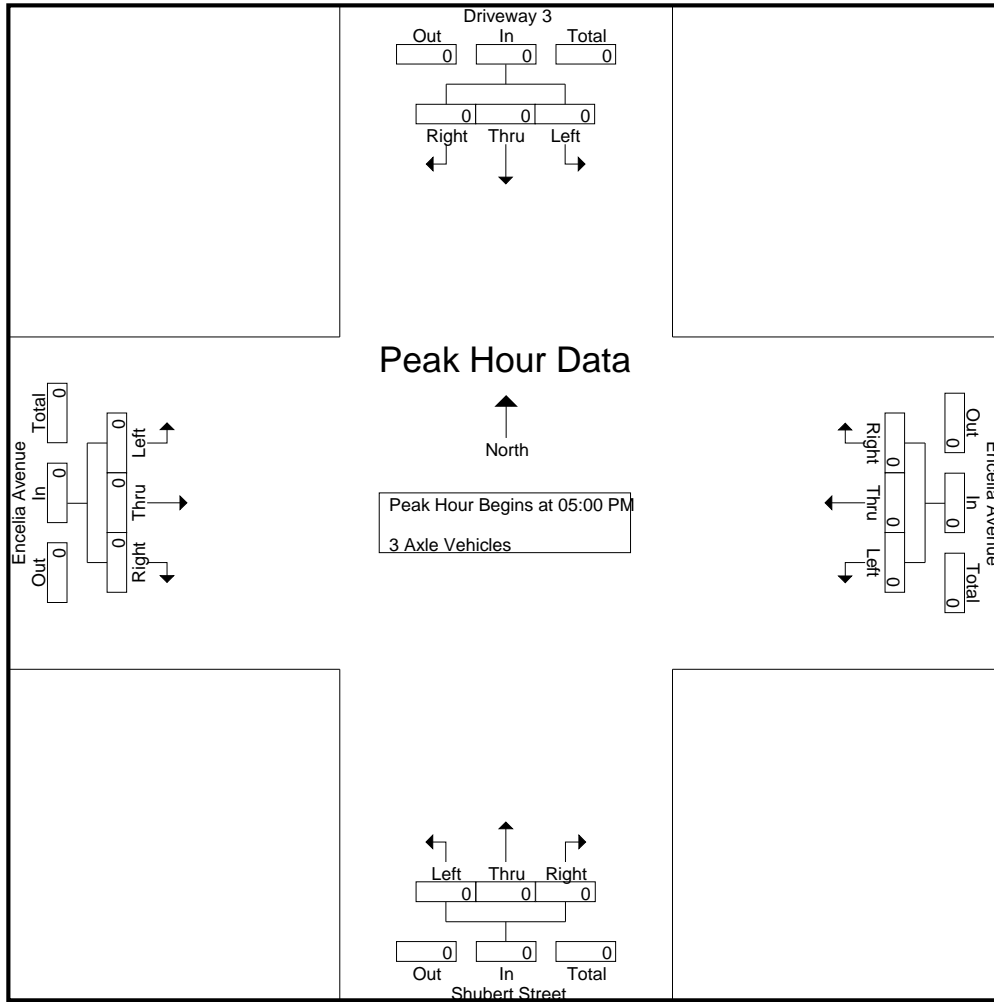 Driveway 3
Out In Total
0 0 0
0 0 0
Right Thru Left
Peak Hour Data
North
Peak Hour Begins at 05:00 PM
3 Axle Vehicles
Encelia Avenue
Out In Total
0 0 0
0 0 0
Right Thru Left
Encelia Avenue
Out In Total
0 0 0
0 0 0
Right Thru Left
Left Thru Right
0 0 0
0 0 0
Out In Total
Shubert Street